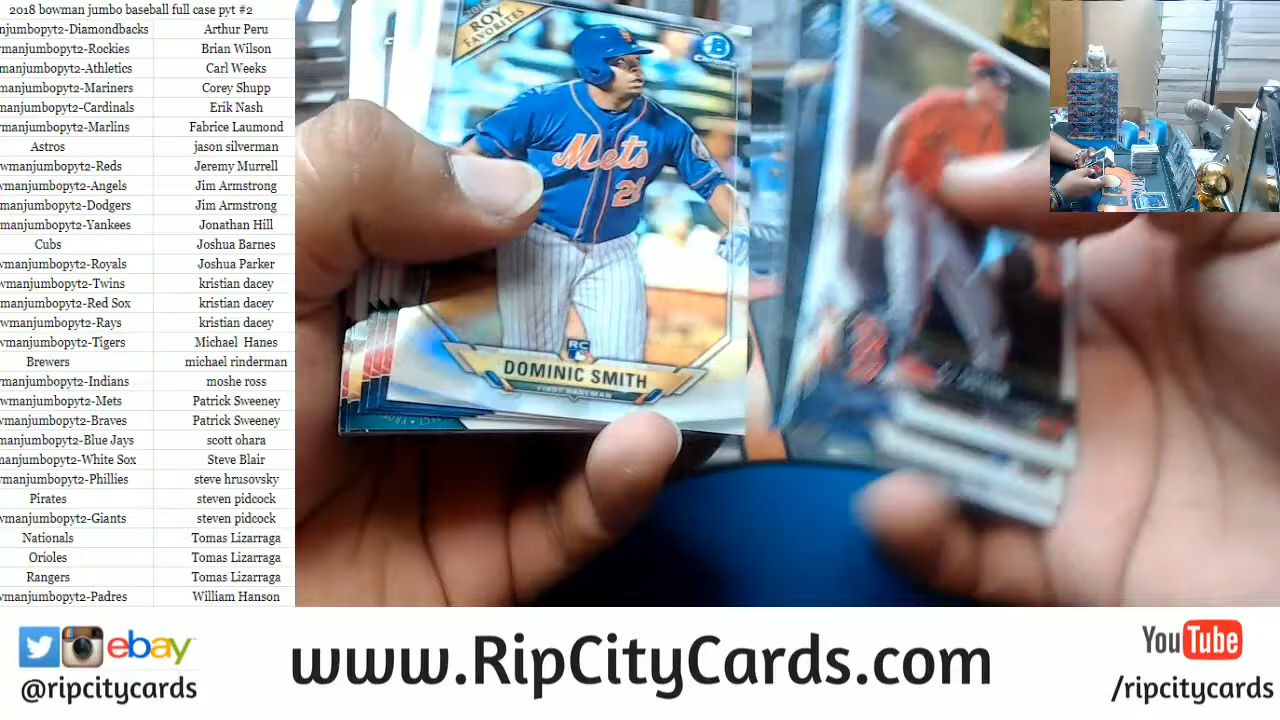 2018 bowman jumbo baseball full case pyt #2
njumbopyt2-Diamondbacks Arthur Peru
wmanjumbopyt2-Rockies Brian Wilson
manjumbopyt2-Athletics Carl Weeks
manjumbopyt2-Mariners Corey Shupp
manjumbopyt2-Cardinals Erik Nash
wmanjumbopyt2-Marlins Fabrice Laumond
Astros jason silverman
owmanjumbopyt2-Reds Jeremy Murrell
wmanjumbopyt2-Angels Jim Armstrong
wmanjumbopyt2-Dodgers Jim Armstrong
wmanjumbopyt2-Yankees Jonathan Hill
Cubs Joshua Barnes
wmanjumbopyt2-Royals Joshua Parker
wmanjumbopyt2-Twins kristian dacey
manjumbopyt2-Red Sox kristian dacey
owmanjumbopyt2-Rays kristian dacey
wmanjumbopyt2-Tigers Michael Hanes
Brewers michael rinderman
wmanjumbopyt2-Indians moshe ross
owmanjumbopyt2-Mets Patrick Sweeney
wmanjumbopyt2-Braves Patrick Sweeney
manjumbopyt2-Blue Jays scott ohara
manjumbopyt2-White Sox Steve Blair
wmanjumbopyt2-Phillies steve hrusovsky
Pirates steven pidcock
wmanjumbopyt2-Giants steven pidcock
Nationals Tomas Lizarraga
Orioles Tomas Lizarraga
Rangers Tomas Lizarraga
wmanjumbopyt2-Padres William Hanson
ROY
FAVORITES
B
Mets
RC
DOMINIC SMITH
FIRST BASEMAN
ebay
@ripcitycards
www.RipCityCards.com
YouTube
/ripcitycards